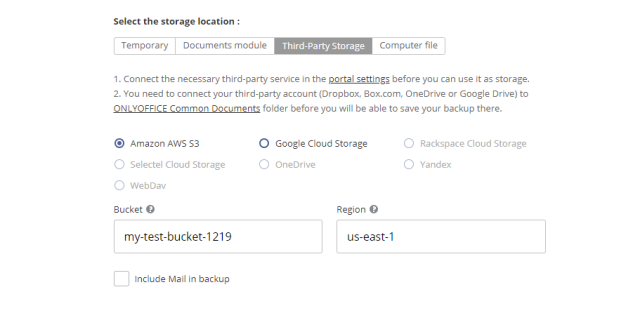 Select the storage location :
Temporary Documents module Third-Party Storage Computer file
1. Connect the necessary third-party service in the portal settings before you can use it as storage.
2. You need to connect your third-party account (Dropbox, Box.com, OneDrive or Google Drive) to
ONLYOFFICE Common Documents folder before you will be able to save your backup there.
Amazon AWS S3 Google Cloud Storage Rackspace Cloud Storage
Selectel Cloud Storage OneDrive Yandex
WebDav
Bucket Region
my-test-bucket-1219 us-east-1
Include Mail in backup